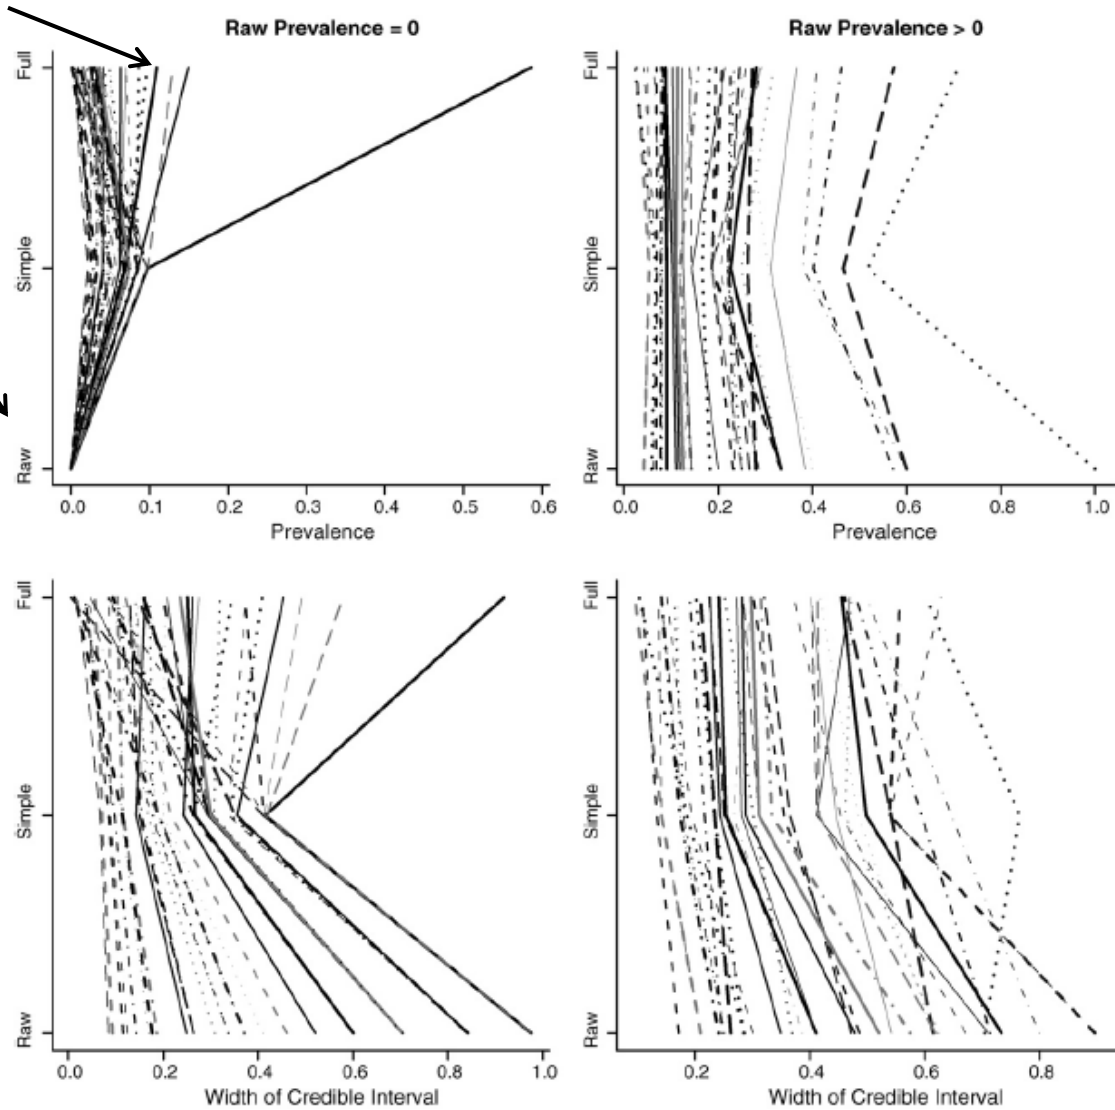 Raw Prevalence = 0
Full
Simple
Raw
0.0 0.1 0.2 0.3 0.4 0.5 0.6
Prevalence
Raw Prevalence > 0
Full
Simple
Raw
0.0 0.2 0.4 0.6 0.8 1.0
Prevalence
Full
Simple
Raw
0.0 0.2 0.4 0.6 0.8 1.0
Width of Credible Interval
Full
Simple
Raw
0.2 0.4 0.6 0.8
Width of Credible Interval